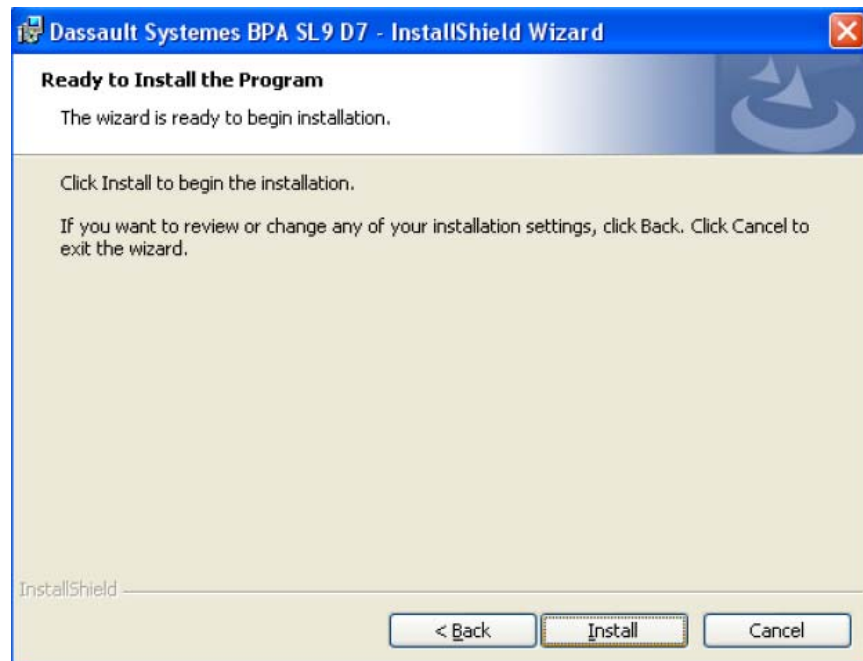 Dassault Systemes BPA SL9 D7 - InstallShield Wizard
Ready to Install the Program
The wizard is ready to begin installation.
Click Install to begin the installation.
If you want to review or change any of your installation settings, click Back. Click Cancel to
exit the wizard.
InstallShield
< Back
Install
Cancel